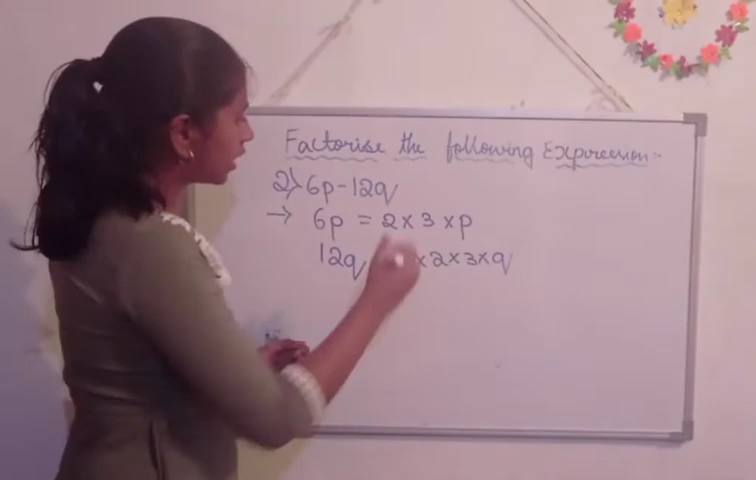 Factorise the following Expression:-
2) 6p-12q
→ 6p = 2×3×p
12q ×2×3×q